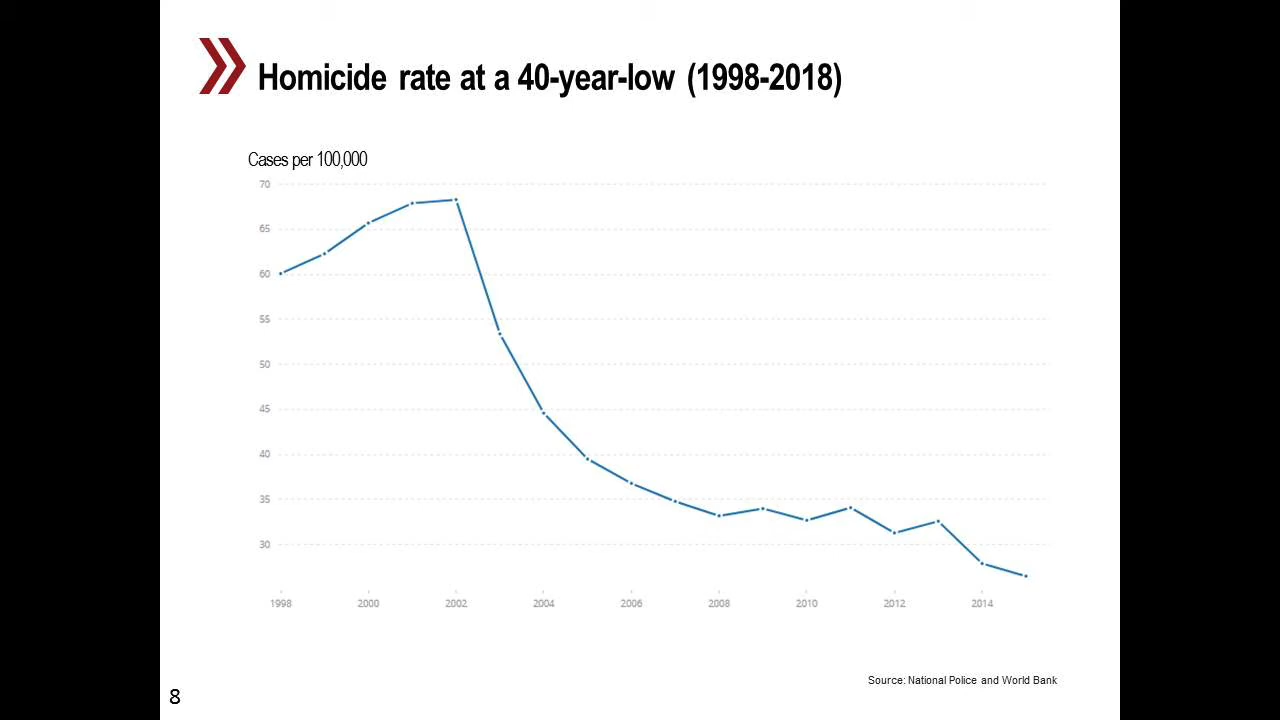 Homicide rate at a 40-year-low (1998-2018)
Cases per 100,000
70
65
60
55
50
45
40
35
30
1998 2000 2002 2004 2006 2008 2010 2012 2014
Source: National Police and World Bank
8